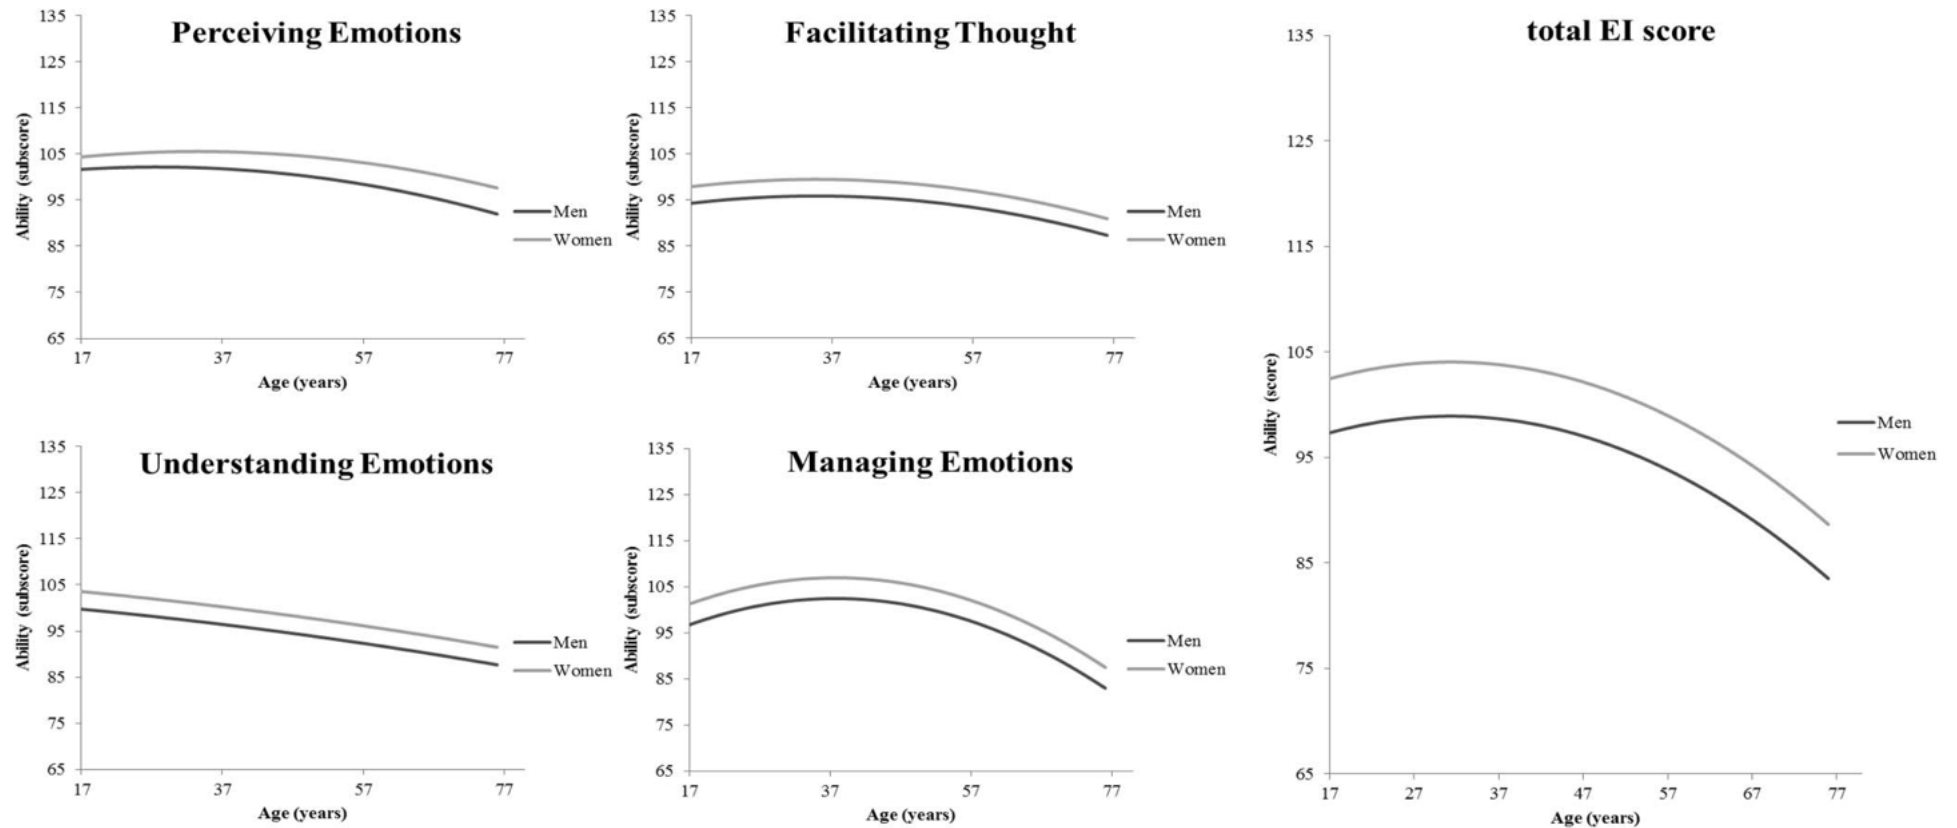 Perceiving Emotions
135
125
115
105
95
85
75
65
Ability (subscore)
17 37 57 77
Age (years)
Men
Women
Facilitating Thought
135
125
115
105
95
85
75
65
Ability (subscore)
17 37 57 77
Age (years)
Men
Women
total EI score
135
125
115
105
95
85
75
65
Ability (score)
17 27 37 47 57 67 77
Age (years)
Men
Women
Understanding Emotions
135
125
115
105
95
85
75
65
Ability (subscore)
17 37 57 77
Age (years)
Men
Women
Managing Emotions
135
125
115
105
95
85
75
65
Ability (subscore)
17 37 57 77
Age (years)
Men
Women